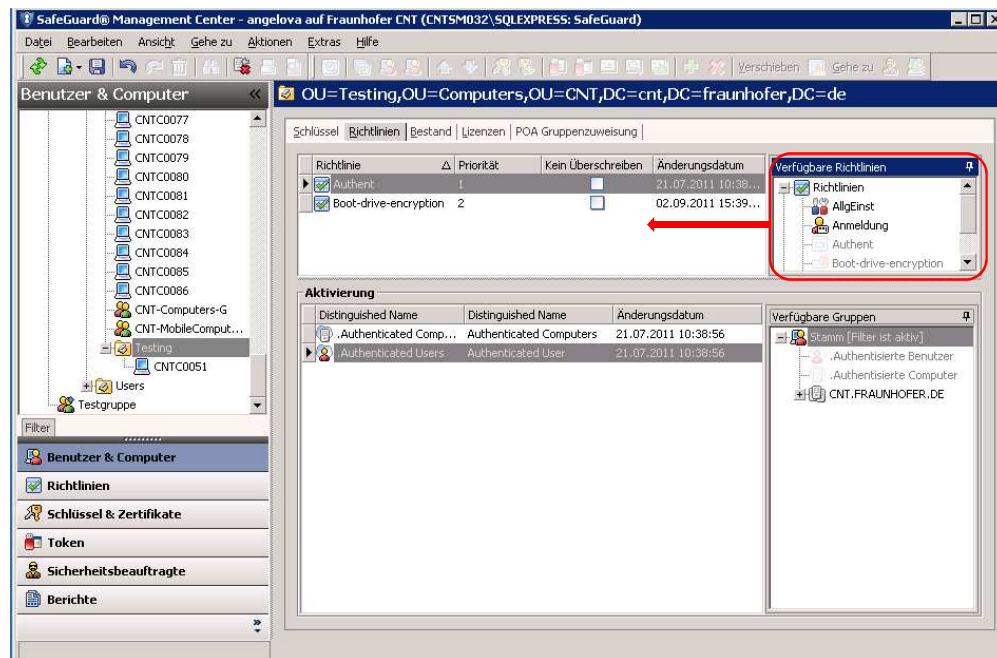 SafeGuard® Management Center - angelova auf Fraunhofer CNT (CNTSM032\SQLEXPRESS: SafeGuard)
Datei Bearbeiten Ansicht Gehe zu Aktionen Extras Hilfe
Verschieben Gehe zu
Benutzer & Computer «
OU=Testing,OU=Computers,OU=CNT,DC=cnt,DC=fraunhofer,DC=de
CNTC0077
CNTC0078
CNTC0079
CNTC0080
CNTC0081
CNTC0082
CNTC0083
CNTC0084
CNTC0085
CNTC0086
CNT-Computers-G
CNT-MobileComput...
Testing
CNTC0051
Users
Testgruppe
Filter
Benutzer & Computer
Richtlinien
Schlüssel & Zertifikate
Token
Sicherheitsbeauftragte
Berichte
»
Schlüssel Richtlinien Bestand Lizenzen POA Gruppenzuweisung
Richtlinie Priorität Kein Überschreiben Änderungsdatum
Authent 1 21.07.2011 10:38...
Boot-drive-encryption 2 02.09.2011 15:39...
Verfügbare Richtlinien
Richtlinien
AllgEinst
Anmeldung
Authent
Boot-drive-encryption
Aktivierung
Distinguished Name Distinguished Name Änderungsdatum
.Authenticated Comp... Authenticated Computers 21.07.2011 10:38:56
.Authenticated Users Authenticated User 21.07.2011 10:38:56
Verfügbare Gruppen
Stamm [Filter ist aktiv]
.Authentisierte Benutzer
.Authentisierte Computer
CNT.FRAUNHOFER.DE